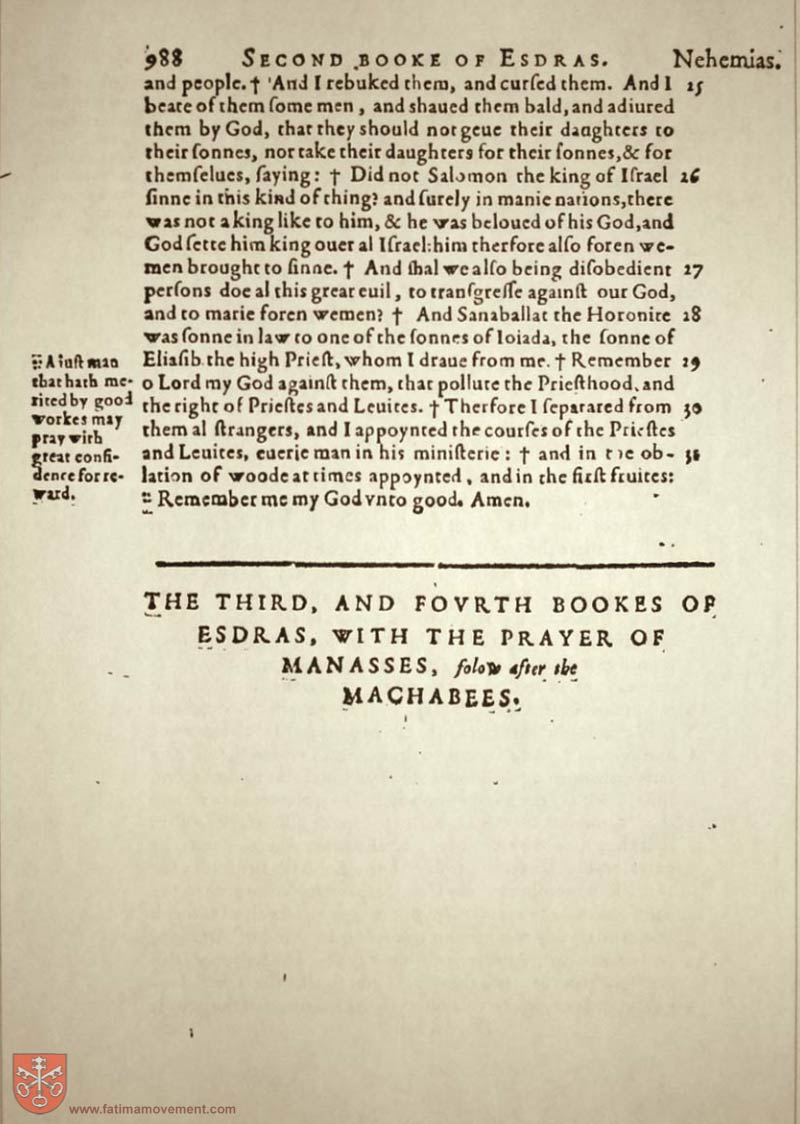 988 SECOND BOOKE OF ESDRAS. Nehemias.
and people. † And I rebuked them, and curſed them. And I 25
beate of them ſome men, and shaued them bald, and adiured
them by God, that they should not geue their daughters to
their ſonnes, nor take their daughters for their ſonnes, & for
themſelues, ſaying: † Did not Salomon the king of Iſrael 26
ſinne in this kind of thing? and ſurely in manie nations, there
was not a king like to him, & he was beloued of his God, and
God ſette him king ouer al Iſrael: him therfore alſo foren we-
men brought to ſinne. † And ſhal we alſo being diſobedient 27
perſons doe al this great euil, to tranſgreſſe againſt our God,
and to marie foren wemen? † And Sanaballat the Horonite 28
was ſonne in law to one of the ſonnes of Ioiada, the ſonne of
Eliaſib the high Prieſt, whom I draue from me. † Remember 29
o Lord my God againſt them, that pollute the Prieſthood, and
the right of Prieſtes and Leuites. † Therfore I ſeparated from 30
them al ſtrangers, and I appoynted the courſes of the Prieſtes
and Leuites, euerie man in his miniſterie: † and in the ob- 31
lation of woode at times appoynted, and in the firſt fruites:
:: Remember me my God vnto good. Amen.
:: A iuſt man
that hath me-
rited by good
workes may
pray with
great confi-
dence for re-
ward.
THE THIRD, AND FOVRTH BOOKES OF
ESDRAS, WITH THE PRAYER OF
MANASSES, folow after the
MACHABEES.
www.fatimamovement.com